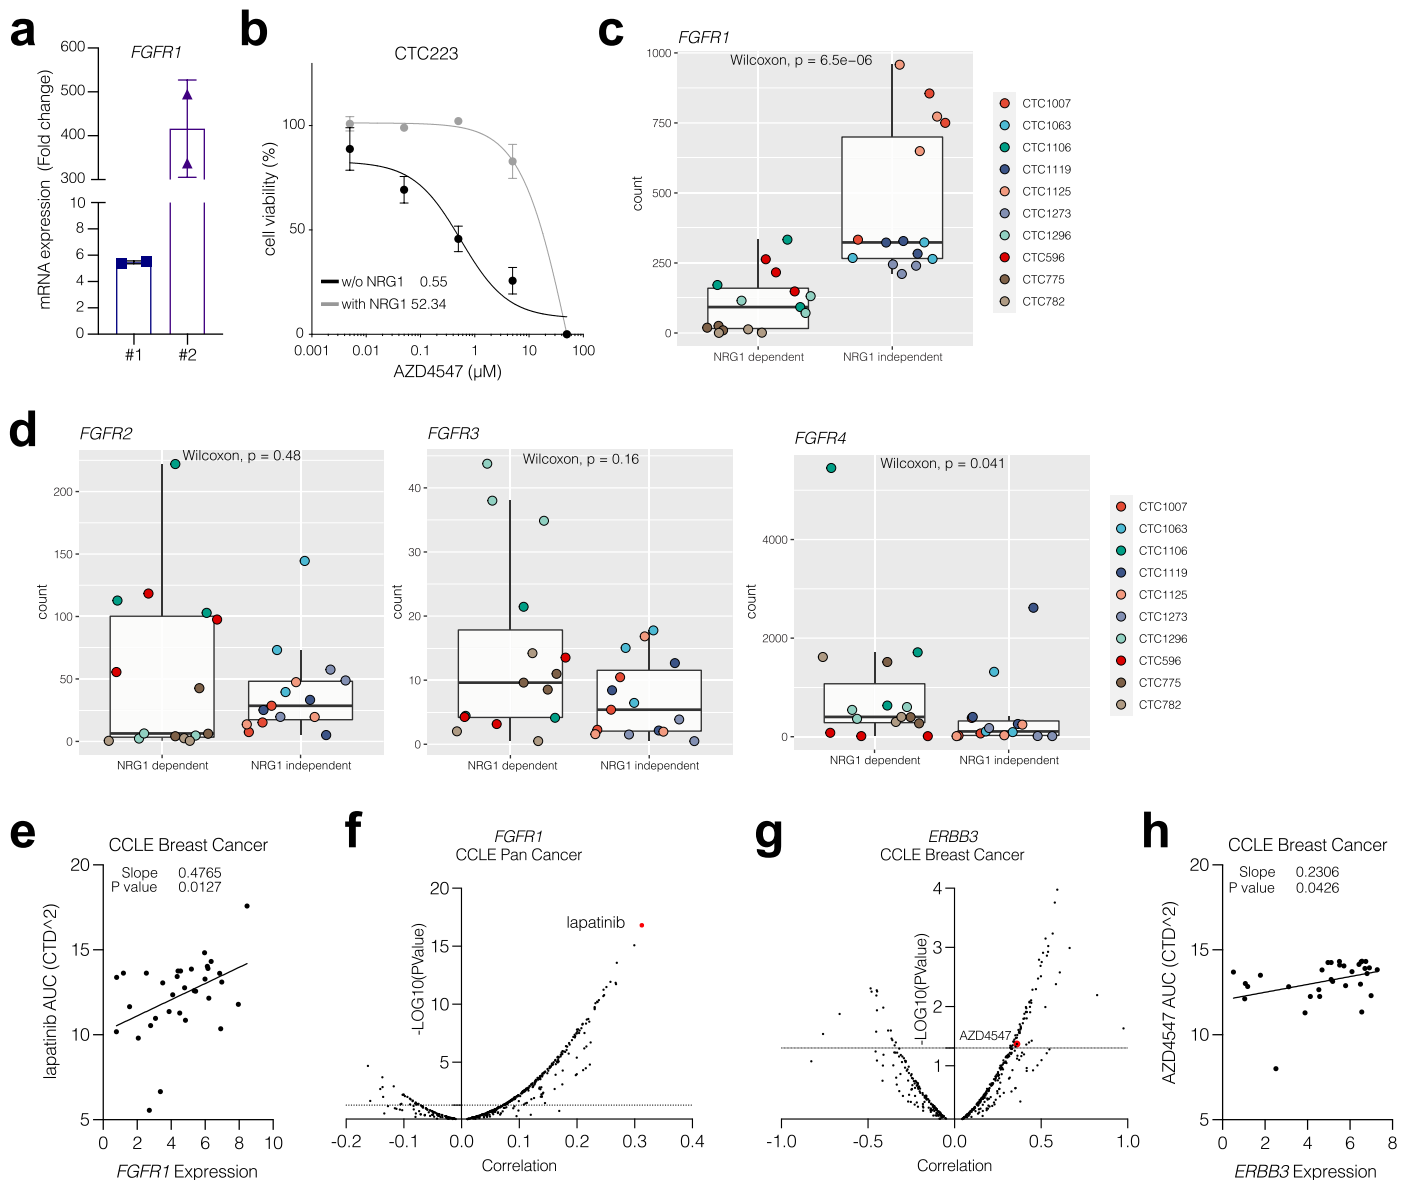 a
FGFR1
mRNA expression (Fold change)
600
500
400
300
10
8
6
4
2
0
#1
#2
b
CTC223
cell viability (%)
100
50
0
w/o NRG1 0.55
with NRG1 52.34
0.001
0.01
0.1
1
10
100
AZD4547 (µM)
c
FGFR1
Wilcoxon, p = 6.5e−06
count
1000
750
500
250
0
NRG1 dependent
NRG1 independent
CTC1007
CTC1063
CTC1106
CTC1119
CTC1125
CTC1273
CTC1296
CTC596
CTC775
CTC782
d
FGFR2
Wilcoxon, p = 0.48
count
200
150
100
50
0
NRG1 dependent
NRG1 independent
FGFR3
Wilcoxon, p = 0.16
count
40
30
20
10
0
NRG1 dependent
NRG1 independent
FGFR4
Wilcoxon, p = 0.041
count
4000
2000
0
NRG1 dependent
NRG1 independent
CTC1007
CTC1063
CTC1106
CTC1119
CTC1125
CTC1273
CTC1296
CTC596
CTC775
CTC782
e
CCLE Breast Cancer
Slope 0.4765
P value 0.0127
lapatinib AUC (CTD^2)
20
15
10
5
0
2
4
6
8
10
FGFR1 Expression
f
FGFR1
CCLE Pan Cancer
-LOG10(PValue)
lapatinib
20
15
10
5
-0.2
-0.1
0.0
0.1
0.2
0.3
0.4
Correlation
g
ERBB3
CCLE Breast Cancer
-LOG10(PValue)
AZD4547
4
3
2
1
-1.0
-0.5
0.0
0.5
1.0
Correlation
h
CCLE Breast Cancer
Slope 0.2306
P value 0.0426
AZD4547 AUC (CTD^2)
20
15
10
5
0
2
4
6
8
ERBB3 Expression